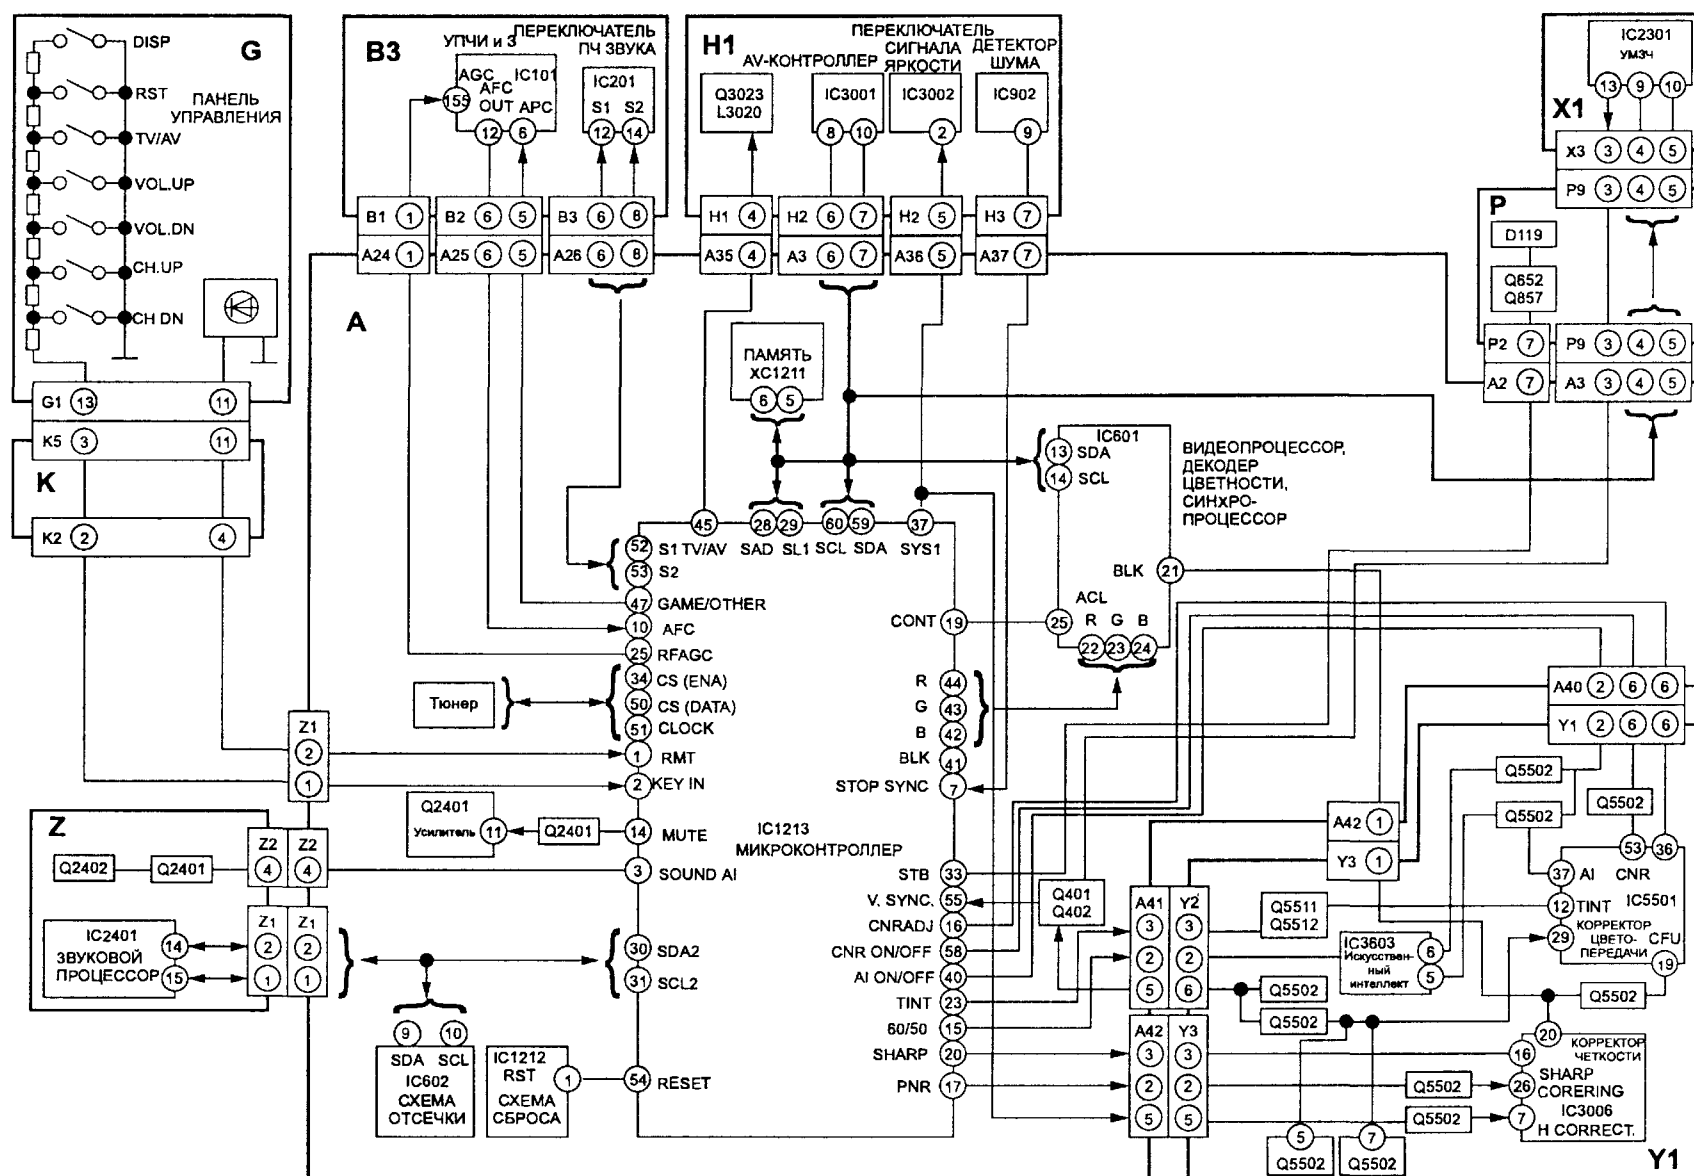 G
DISP
RST
TV/AV
VOL.UP
VOL.DN
CH.UP
CH DN
ПАНЕЛЬ
УПРАВЛЕНИЯ
G1 13 11
K5 3 11
K
K2 2 4
B3
УПЧИ и З
AGC IC101
AFC
OUT APC
155
12 6
ПЕРЕКЛЮЧАТЕЛЬ
ПЧ ЗВУКА
IC201
S1 S2
12 14
B1 1 B2 6 5 B3 6 8
A24 1 A25 6 5 A26 6 8
H1
AV-КОНТРОЛЛЕР
Q3023
L3020
IC3001
8 10
ПЕРЕКЛЮЧАТЕЛЬ
СИГНАЛА
ЯРКОСТИ
IC3002
2
ДЕТЕКТОР
ШУМА
IC902
9
H1 4 H2 6 7 H2 5 H3 7
A35 4 A3 6 7 A36 5 A37 7
IC2301
УМЗЧ
13 9 10
X1
X3 3 4 5
P9 3 4 5
P
D119
Q652
Q857
P2 7 P9 3 4 5
A2 7 A3 3 4 5
A
ПАМЯТЬ
XC1211
6 5
IC601
13 SDA
14 SCL
BLK 21
ACL
25 R G B
22 23 24
ВИДЕОПРОЦЕССОР,
ДЕКОДЕР
ЦВЕТНОСТИ,
СИНХРО-
ПРОЦЕССОР
45 28 29 60 59 37
TV/AV SAD SL1 SCL SDA SYS1
52 S1
53 S2
47 GAME/OTHER
10 AFC
25 RFAGC
34 CS (ENA)
50 CS (DATA)
51 CLOCK
1 RMT
2 KEY IN
14 MUTE
3 SOUND AI
30 SDA2
31 SCL2
54 RESET
IC1213
МИКРОКОНТРОЛЛЕР
CONT 19
R 44
G 43
B 42
BLK 41
STOP SYNC 7
STB 33
V. SYNC. 55
CNRADJ 16
CNR ON/OFF 58
AI ON/OFF 40
TINT 23
60/50 15
SHARP 20
PNR 17
Тюнер
Z1
2
1
Q2401
Усилитель 11
Q2401
Z
Q2402 Q2401
Z2 Z2
4 4
IC2401
ЗВУКОВОЙ
ПРОЦЕССОР
14
15
Z1 Z1
2 2
1 1
9 10
SDA SCL
IC602
СХЕМА
ОТСЕЧКИ
IC1212
RST 1
СХЕМА
СБРОСА
A40 2 6 6
Y1 2 6 6
Q5502
Q5502
Q5502
A42 1
Y3 1
Q401
Q402
A41 Y2
3 3
2 2
5 6
A42 Y3
3 3
2 2
5 5
Q5511
Q5512
53 36
37 AI CNR
IC5501
12 TINT
29 КОРРЕКТОР
ЦВЕТО-
ПЕРЕДАЧИ
CFU
19
IC3603
Искусствен-
ный
интеллект
6
5
Q5502
Q5502
Q5502
20
КОРРЕКТОР
ЧЕТКОСТИ
16
26 SHARP
CORERING
IC3006
7 H CORRECT.
Q5502
Q5502
5
Q5502
7
Q5502
Y1